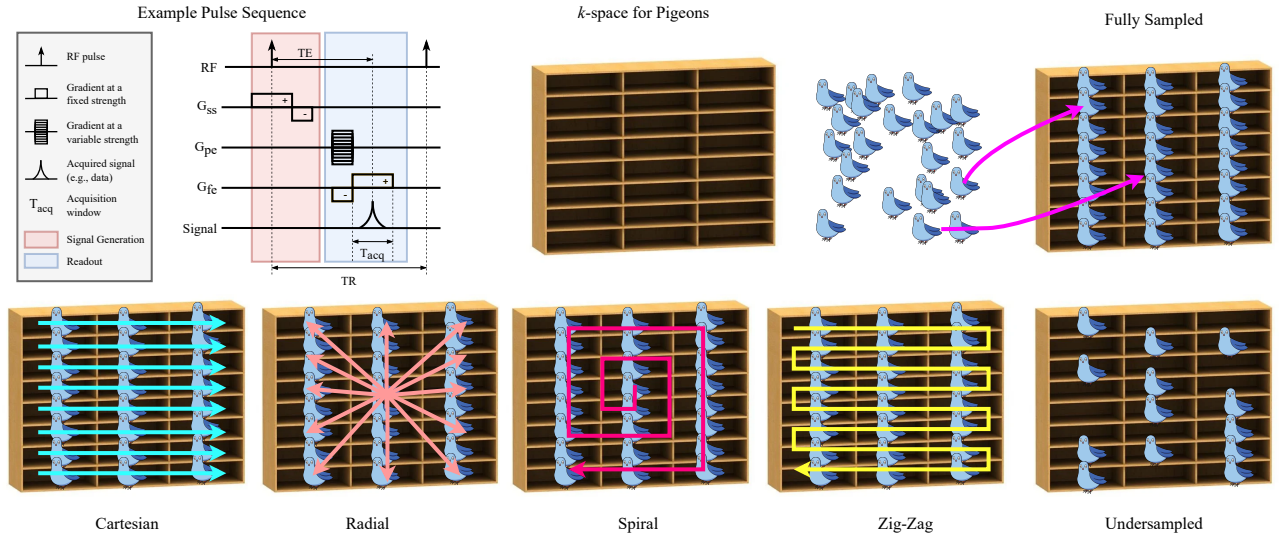 Example Pulse Sequence
k-space for Pigeons
Fully Sampled
RF pulse
Gradient at a
fixed strength
Gradient at a
variable strength
Acquired signal
(e.g., data)
Tacq
Acquisition
window
Signal Generation
Readout
RF
TE
Gss
+
-
Gpe
Gfe
-
+
Signal
Tacq
TR
Cartesian
Radial
Spiral
Zig-Zag
Undersampled